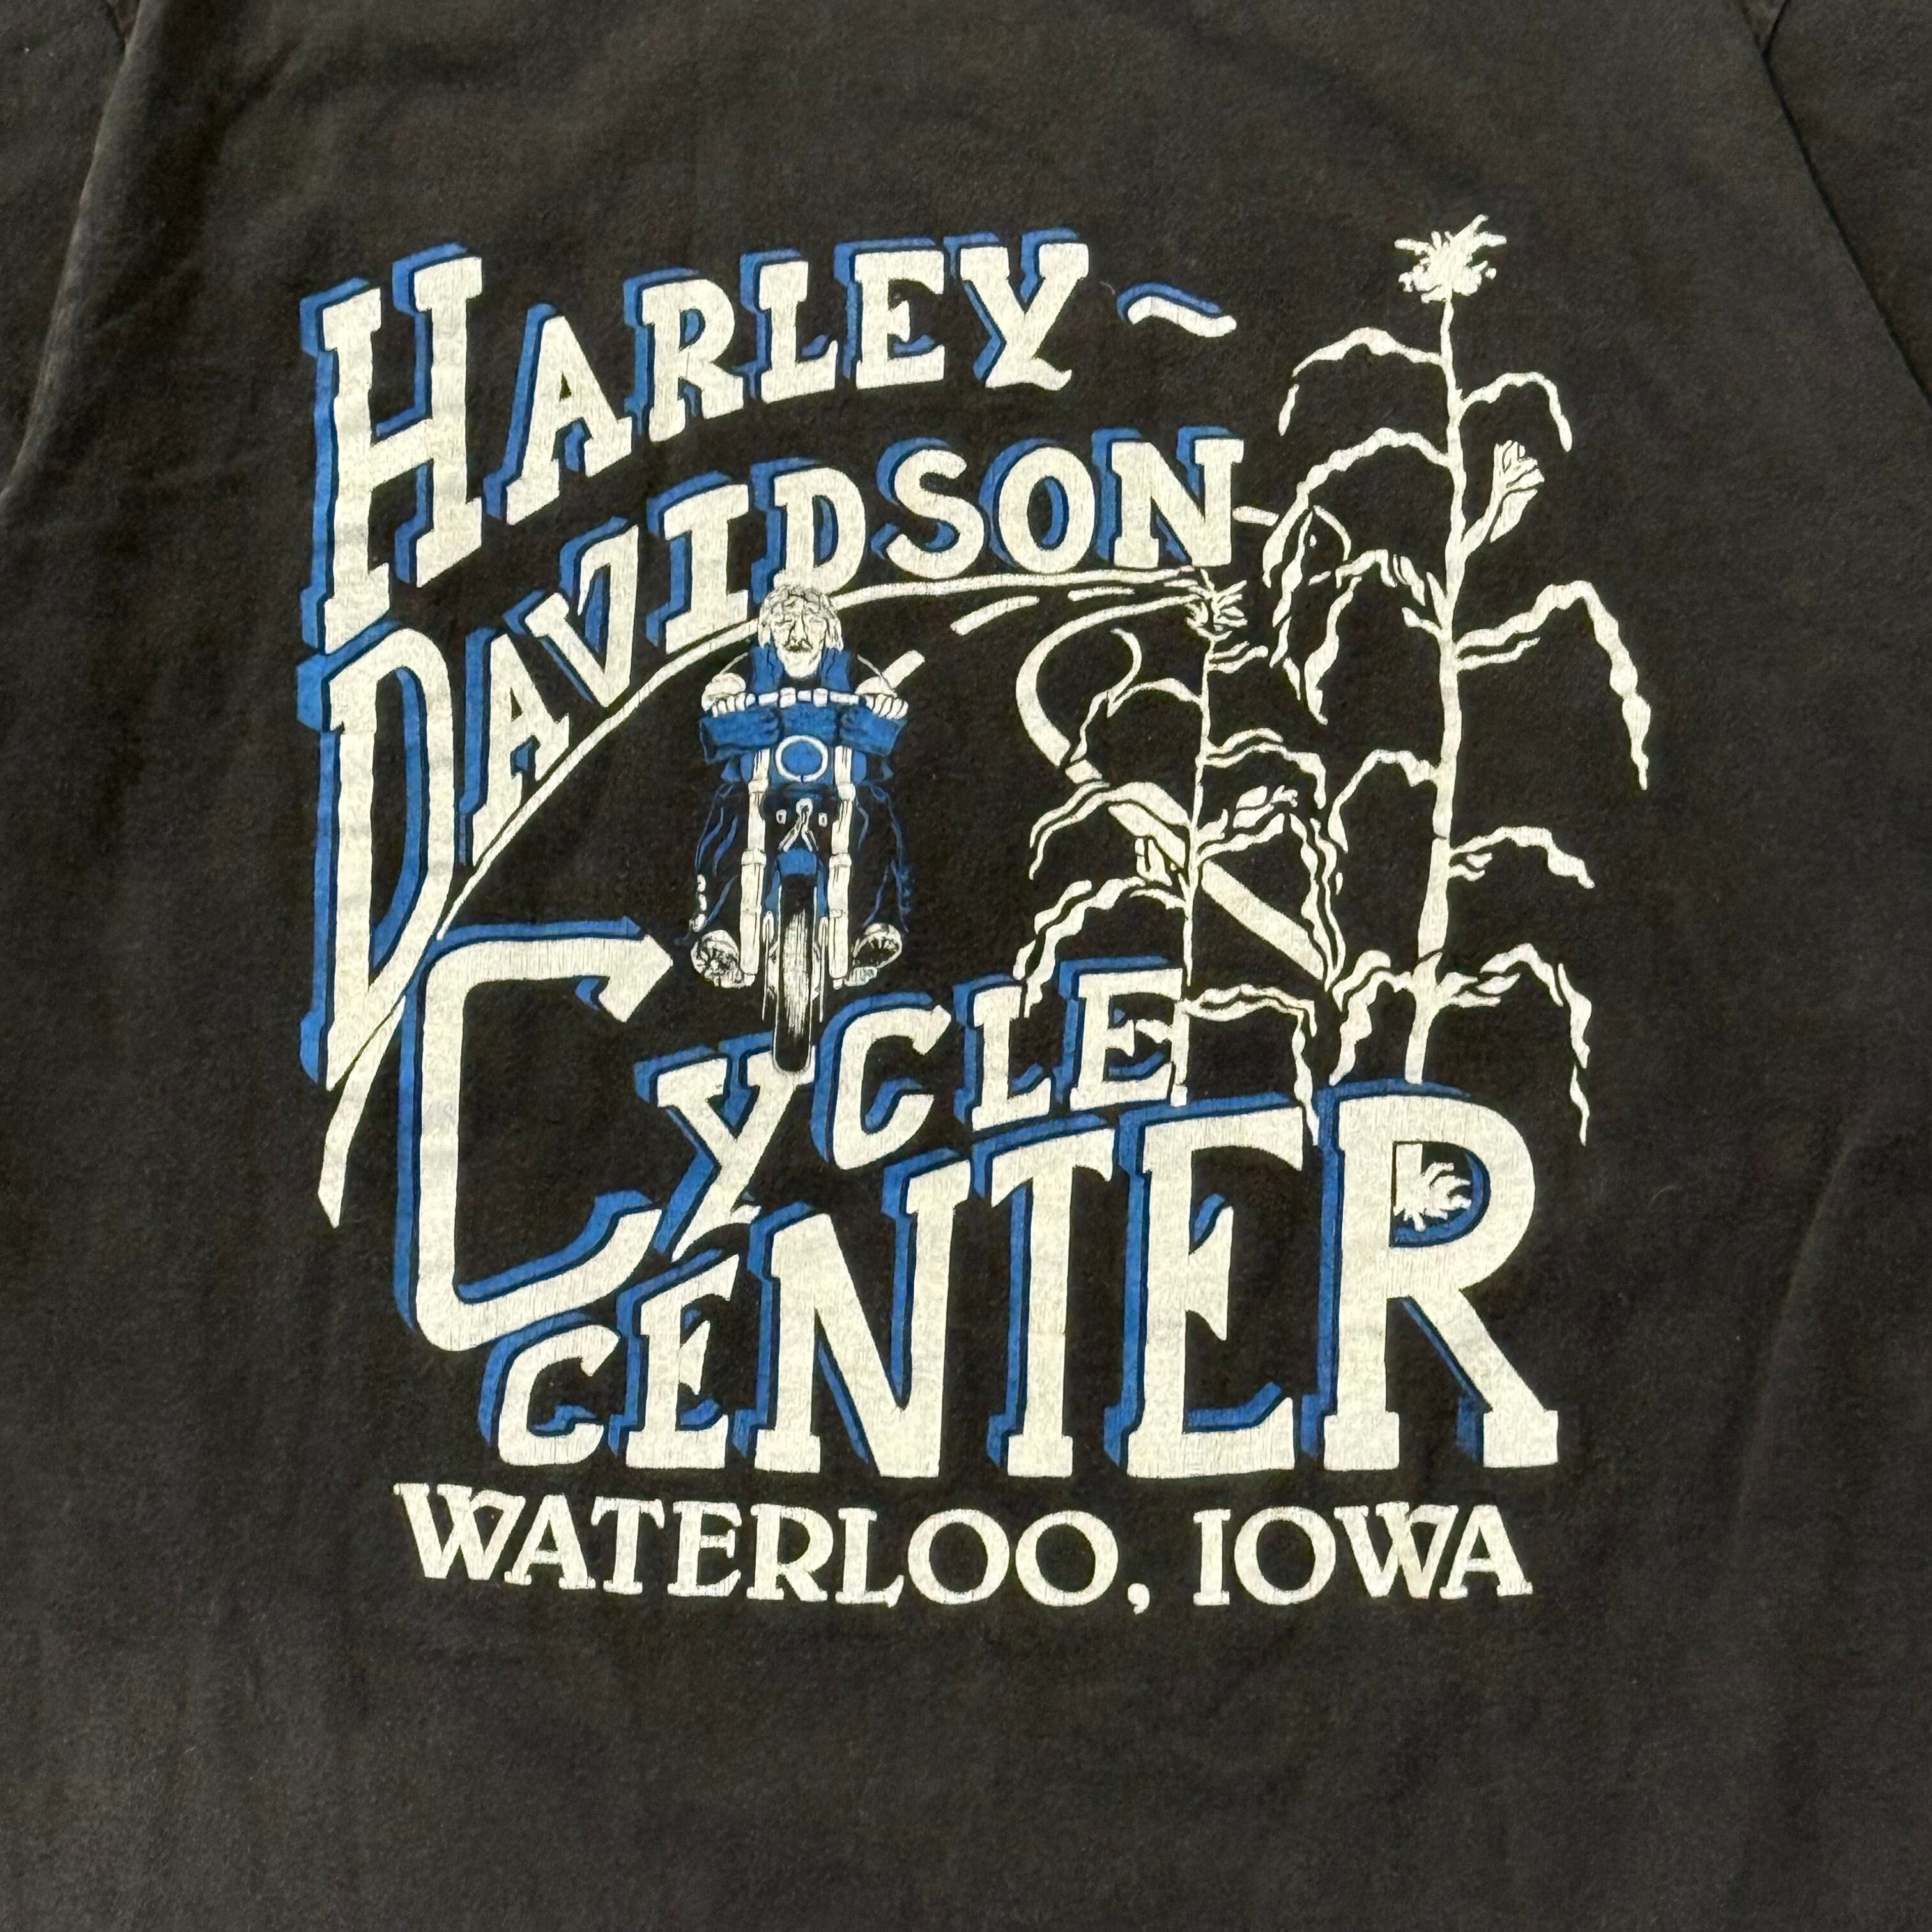 HARLEY~
DAVIDSON
CYCLE
CENTER
WATERLOO, IOWA